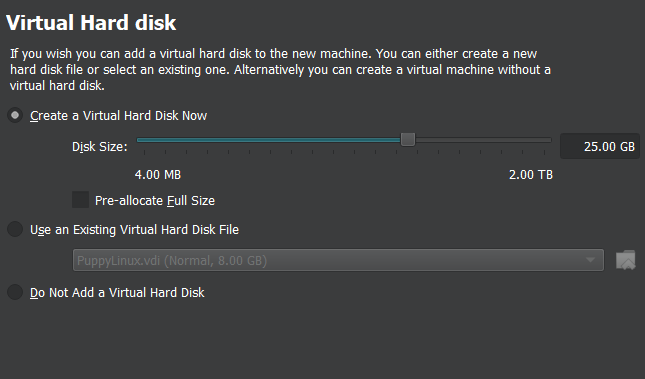 Virtual Hard disk
If you wish you can add a virtual hard disk to the new machine. You can either create a new
hard disk file or select an existing one. Alternatively you can create a virtual machine without a
virtual hard disk.
Create a Virtual Hard Disk Now
Disk Size: 25.00 GB
4.00 MB 2.00 TB
Pre-allocate Full Size
Use an Existing Virtual Hard Disk File
PuppyLinux.vdi (Normal, 8.00 GB)
Do Not Add a Virtual Hard Disk